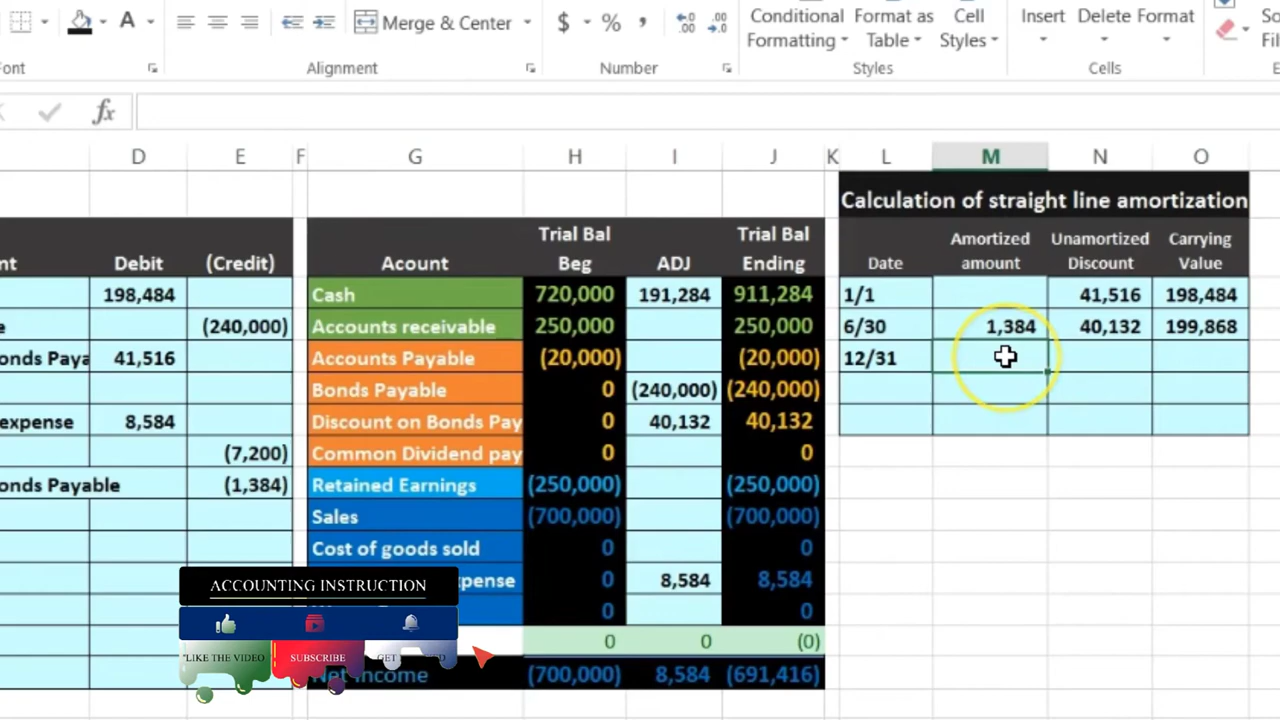 Merge & Center
$ % ,
Conditional Formatting
Format as Table
Cell Styles
Insert
Delete
Format
Alignment
Number
Styles
Cells
fx
D E F G H I J K L M N O
Calculation of straight line amortization
Debit (Credit) Acount Trial Bal Beg ADJ Trial Bal Ending Date Amortized amount Unamortized Discount Carrying Value
198,484 Cash 720,000 191,284 911,284 1/1 41,516 198,484
(240,000) Accounts receivable 250,000 250,000 6/30 1,384 40,132 199,868
onds Paya 41,516 Accounts Payable (20,000) (20,000) 12/31
Bonds Payable 0 (240,000) (240,000)
expense 8,584 Discount on Bonds Pay 0 40,132 40,132
(7,200) Common Dividend pay 0 0
onds Payable (1,384) Retained Earnings (250,000) (250,000)
Sales (700,000) (700,000)
Cost of goods sold 0 0
xpense 0 8,584 8,584
0 0
0 0 (0)
Net Income (700,000) 8,584 (691,416)
ACCOUNTING INSTRUCTION
"LIKE THE VIDEO
SUBSCRIBE